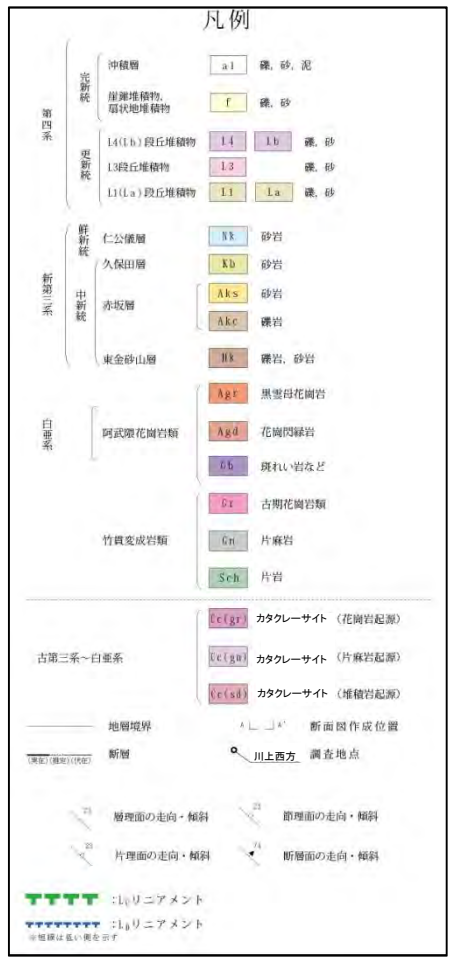 凡例
第四系
完新統
沖積層 al 礫, 砂, 泥
崖錐堆積物, 扇状地堆積物 f 礫, 砂
更新統
L4(Lb)段丘堆積物 L4 Lb 礫, 砂
L3段丘堆積物 L3 礫, 砂
L1(La)段丘堆積物 L1 La 礫, 砂
新第三系
鮮新統
仁公儀層 Nk 砂岩
中新統
久保田層 Kb 砂岩
赤坂層 Aks 砂岩
Akc 礫岩
東金砂山層 Hk 礫岩, 砂岩
白亜系
阿武隈花崗岩類
Agr 黒雲母花崗岩
Agd 花崗閃緑岩
Gb 斑れい岩など
竹貫変成岩類
Gr 古期花崗岩類
Gn 片麻岩
Sch 片岩
古第三系～白亜系
Cc(gr) カタクレーサイト (花崗岩起源)
Cc(gn) カタクレーサイト (片麻岩起源)
Cc(sd) カタクレーサイト (堆積岩起源)
地層境界 A A' 断面図作成位置
(実在)(推定)(伏在) 断層 川上西方 調査地点
層理面の走向・傾斜 節理面の走向・傾斜
片理面の走向・傾斜 断層面の走向・傾斜
:LCリニアメント
:LDリニアメント
※短線は低い側を示す